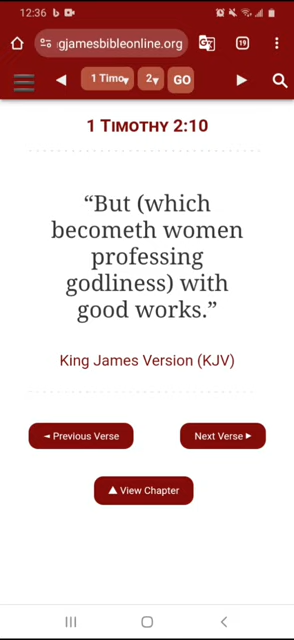 12:36
gjamesbibleonline.org
19
1 Timo
2
GO
1 TIMOTHY 2:10
“But (which
becometh women
professing
godliness) with
good works.”
King James Version (KJV)
◄ Previous Verse
Next Verse ►
▲ View Chapter